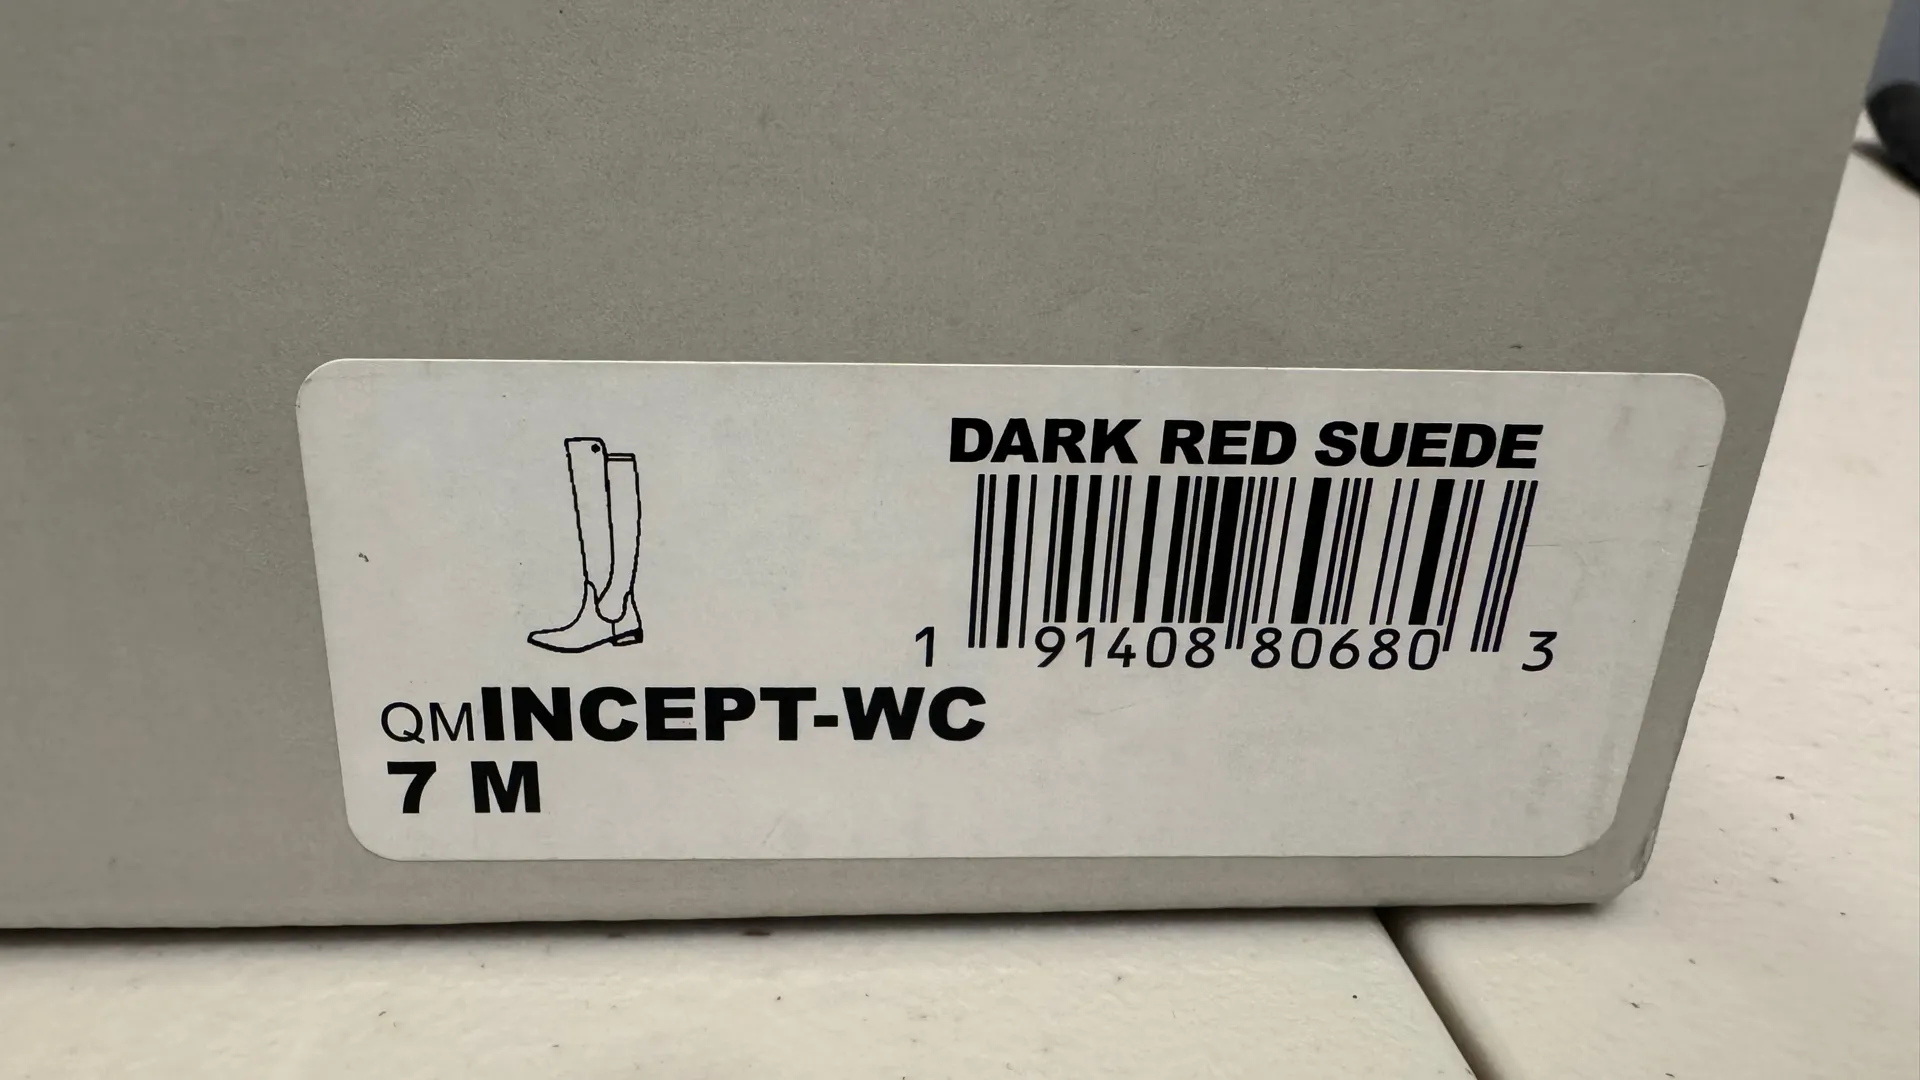 DARK RED SUEDE
1 91408 80680 3
QMINCEPT-WC
7 M